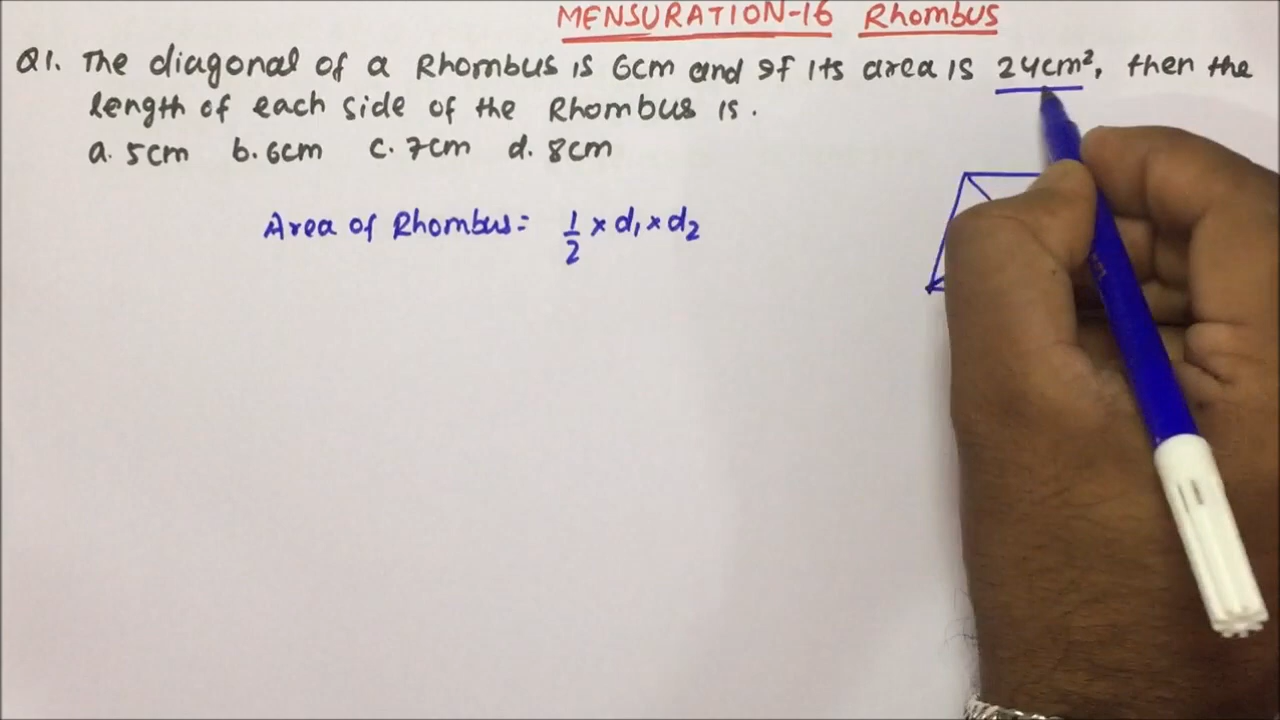 MENSURATION-16 Rhombus
Q1. The diagonal of a Rhombus is 6cm and If Its area is 24cm², then the
length of each side of the Rhombus is.
a. 5cm b. 6cm c. 7cm d. 8cm
Area of Rhombus = 1/2 × d₁ × d₂